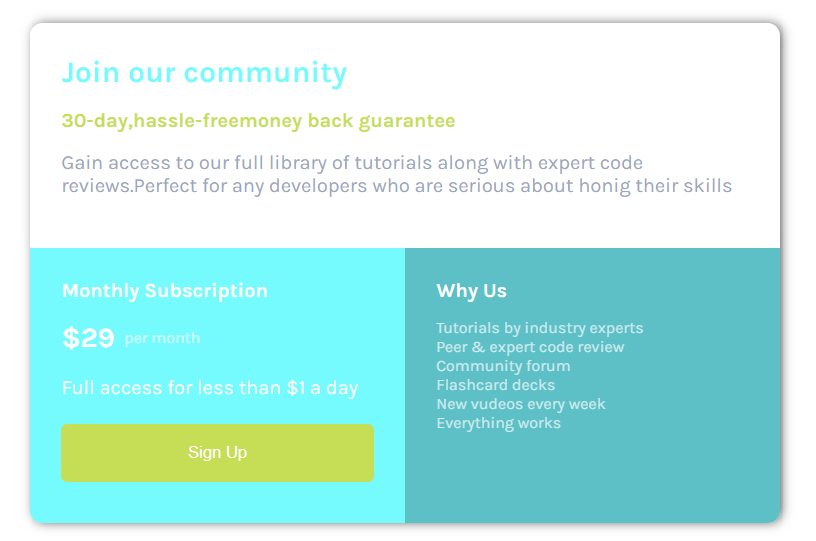 Join our community
30-day,hassle-freemoney back guarantee
Gain access to our full library of tutorials along with expert code
reviews.Perfect for any developers who are serious about honig their skills
Monthly Subscription
$29 per month
Full access for less than $1 a day
Sign Up
Why Us
Tutorials by industry experts
Peer & expert code review
Community forum
Flashcard decks
New vudeos every week
Everything works